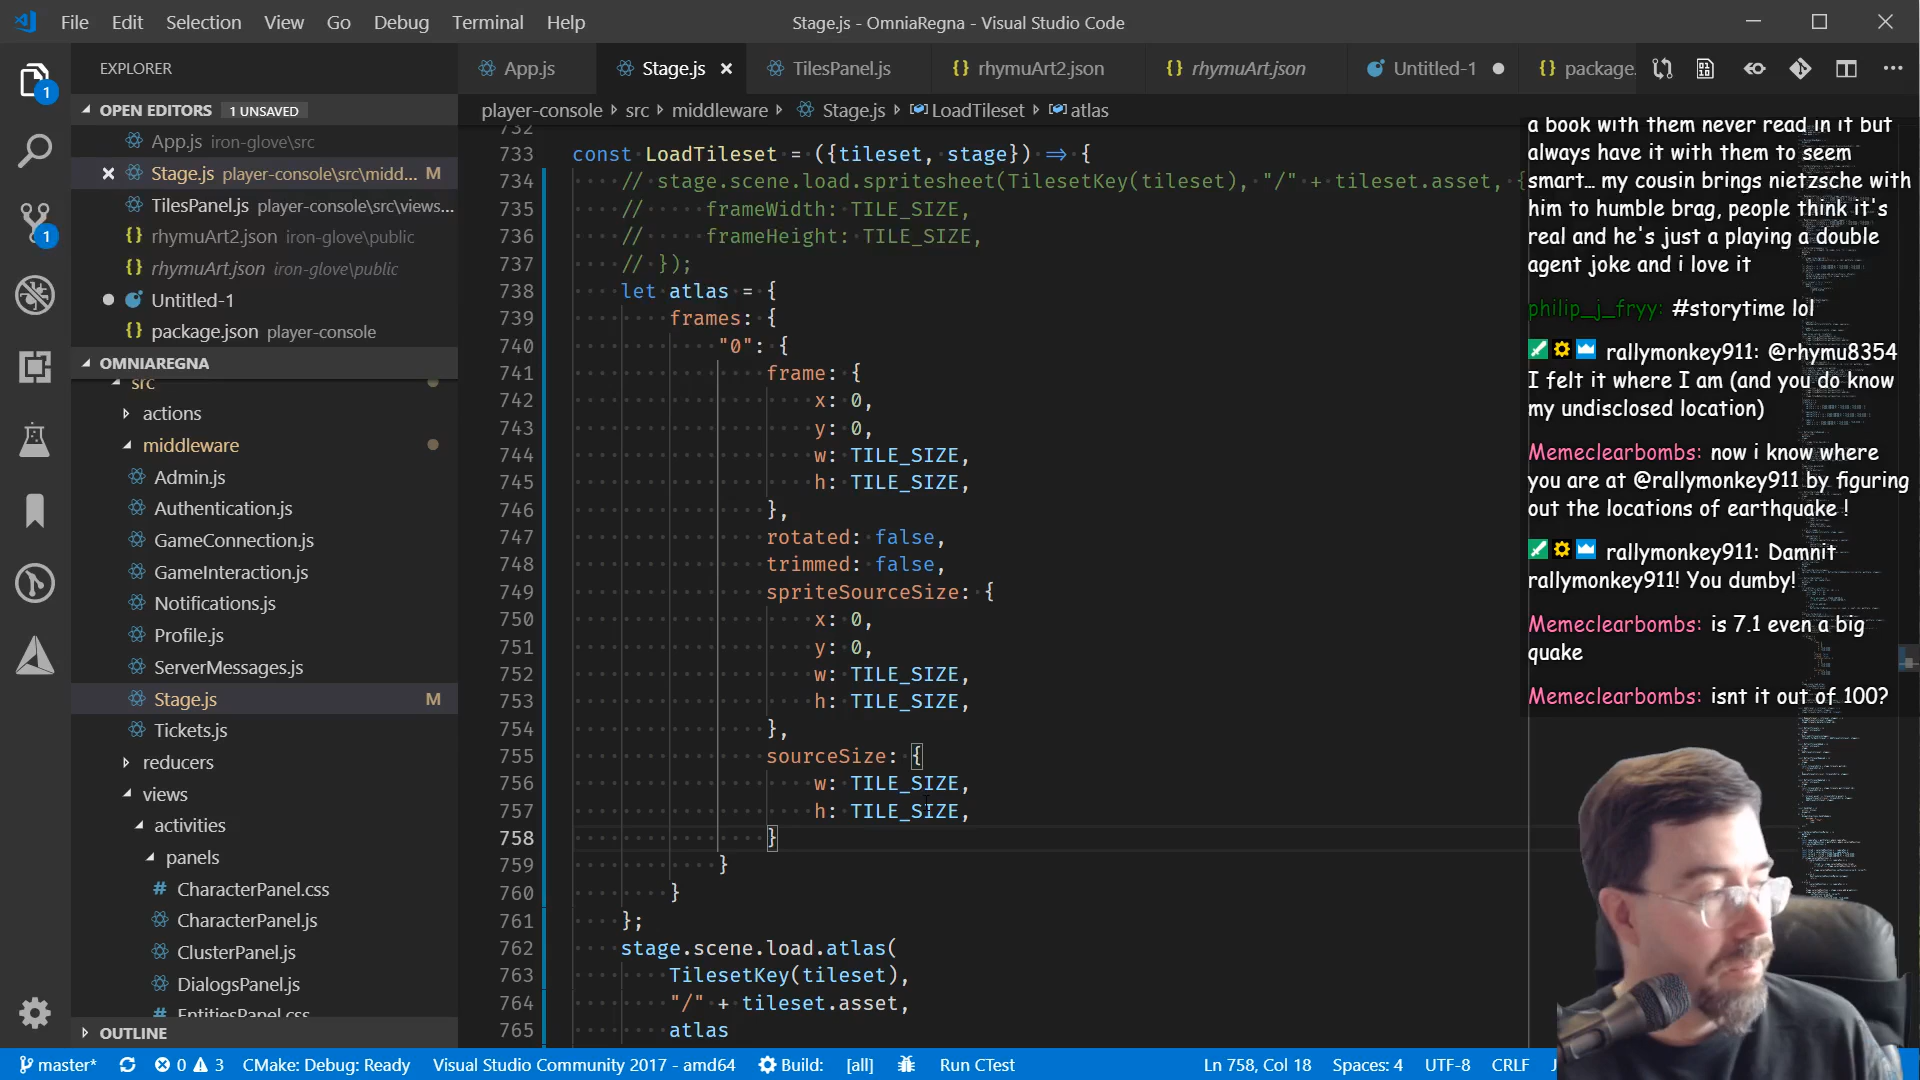 File Edit Selection View Go Debug Terminal Help
Stage.js - OmniaRegna - Visual Studio Code
EXPLORER
App.js
Stage.js
TilesPanel.js
{} rhymuArt2.json
{} rhymuArt.json
Untitled-1
{} package.
OPEN EDITORS 1 UNSAVED
App.js iron-glove\src
Stage.js player-console\src\midd... M
TilesPanel.js player-console\src\views...
{} rhymuArt2.json iron-glove\public
{} rhymuArt.json iron-glove\public
Untitled-1
{} package.json player-console
OMNIAREGNA
src
actions
middleware
Admin.js
Authentication.js
GameConnection.js
GameInteraction.js
Notifications.js
Profile.js
ServerMessages.js
Stage.js M
Tickets.js
reducers
views
activities
panels
# CharacterPanel.css
CharacterPanel.js
ClusterPanel.js
DialogsPanel.js
# EntitiesPanel.css
OUTLINE
1
1
player-console › src › middleware › Stage.js › LoadTileset › atlas
732
733 const LoadTileset = ({tileset, stage}) => {
734 // stage.scene.load.spritesheet(TilesetKey(tileset), "/" + tileset.asset, {
735 // frameWidth: TILE_SIZE,
736 // frameHeight: TILE_SIZE,
737 // });
738 let atlas = {
739 frames: {
740 "0": {
741 frame: {
742 x: 0,
743 y: 0,
744 w: TILE_SIZE,
745 h: TILE_SIZE,
746 },
747 rotated: false,
748 trimmed: false,
749 spriteSourceSize: {
750 x: 0,
751 y: 0,
752 w: TILE_SIZE,
753 h: TILE_SIZE,
754 },
755 sourceSize: {
756 w: TILE_SIZE,
757 h: TILE_SIZE,
758 }
759 }
760 }
761 };
762 stage.scene.load.atlas(
763 TilesetKey(tileset),
764 "/" + tileset.asset,
765 atlas
a book with them never read in it but
always have it with them to seem
smart... my cousin brings nietzsche with
him to humble brag, people think it's
real and he's just a playing a double
agent joke and i love it
philip_j_fryy: #storytime lol
rallymonkey911: @rhymu8354
I felt it where I am (and you do know
my undisclosed location)
Memeclearbombs: now i know where
you are at @rallymonkey911 by figuring
out the locations of earthquake !
rallymonkey911: Damnit
rallymonkey911! You dumby!
Memeclearbombs: is 7.1 even a big
quake
Memeclearbombs: isnt it out of 100?
master* 0 3 CMake: Debug: Ready Visual Studio Community 2017 - amd64 Build: [all] Run CTest Ln 758, Col 18 Spaces: 4 UTF-8 CRLF